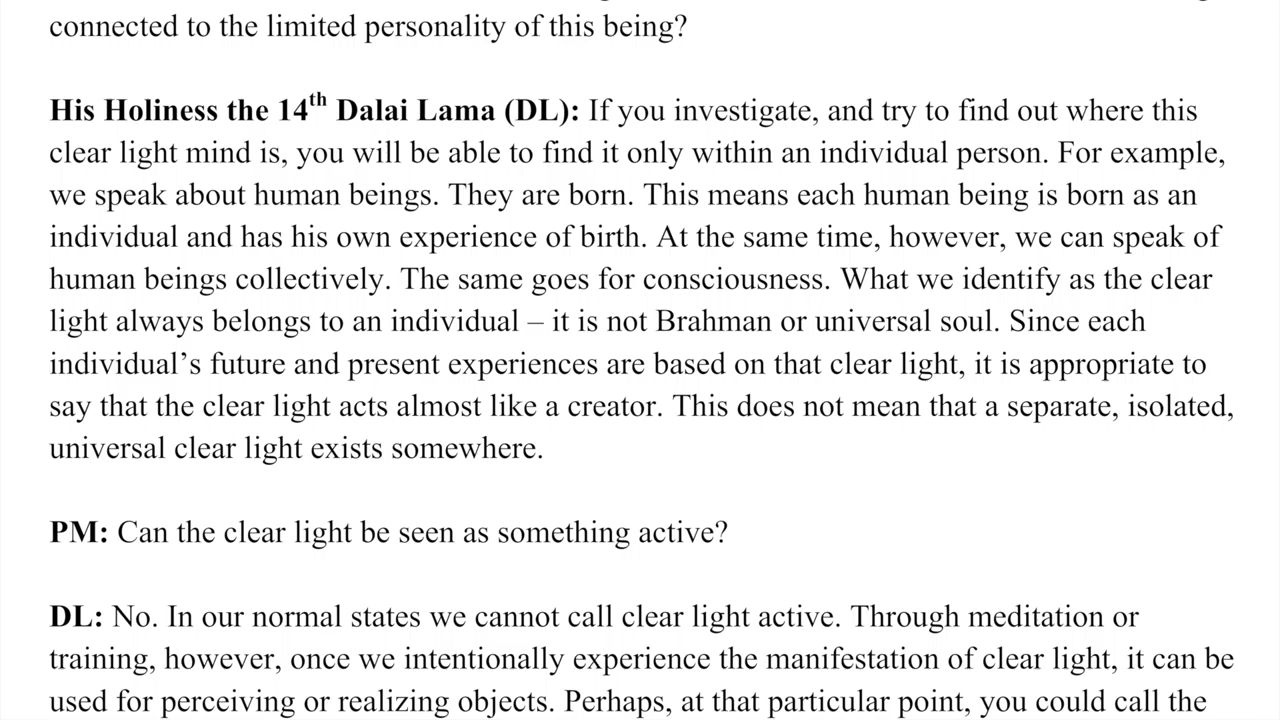 connected to the limited personality of this being?
His Holiness the 14th Dalai Lama (DL): If you investigate, and try to find out where this
clear light mind is, you will be able to find it only within an individual person. For example,
we speak about human beings. They are born. This means each human being is born as an
individual and has his own experience of birth. At the same time, however, we can speak of
human beings collectively. The same goes for consciousness. What we identify as the clear
light always belongs to an individual – it is not Brahman or universal soul. Since each
individual’s future and present experiences are based on that clear light, it is appropriate to
say that the clear light acts almost like a creator. This does not mean that a separate, isolated,
universal clear light exists somewhere.
PM: Can the clear light be seen as something active?
DL: No. In our normal states we cannot call clear light active. Through meditation or
training, however, once we intentionally experience the manifestation of clear light, it can be
used for perceiving or realizing objects. Perhaps, at that particular point, you could call the